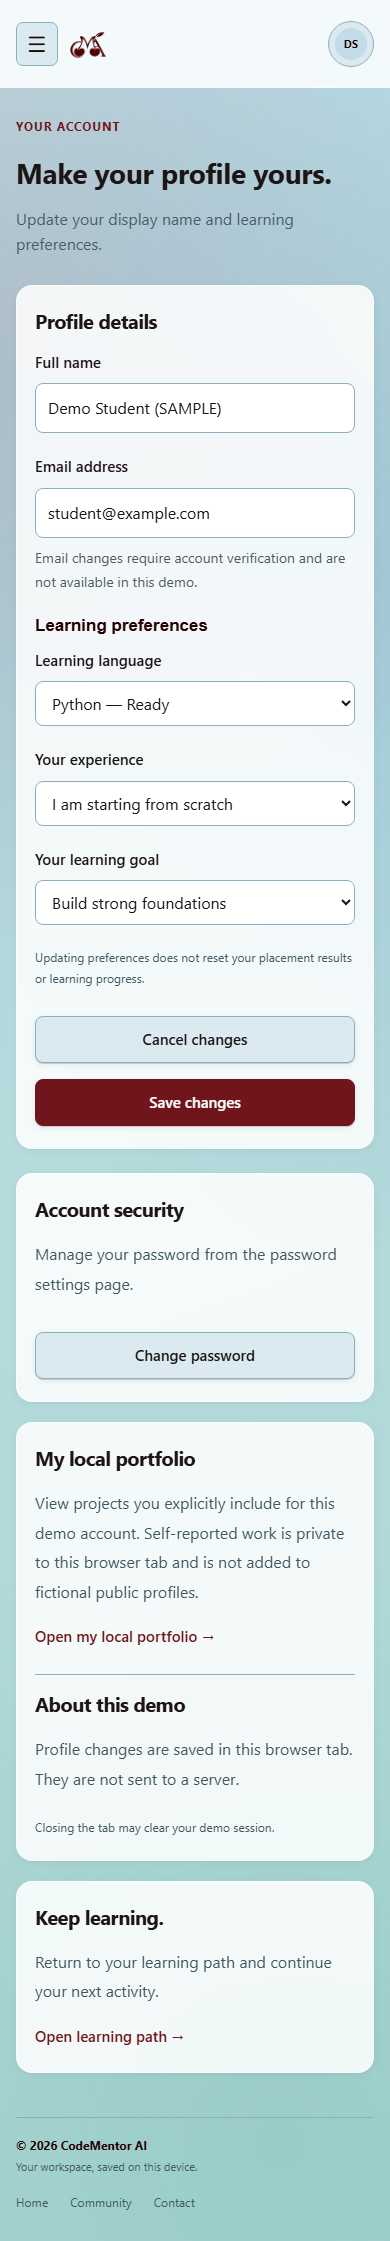 DS
YOUR ACCOUNT
Make your profile yours.
Update your display name and learning
preferences.
Profile details
Full name
Demo Student (SAMPLE)
Email address
student@example.com
Email changes require account verification and are
not available in this demo.
Learning preferences
Learning language
Python — Ready
Your experience
I am starting from scratch
Your learning goal
Build strong foundations
Updating preferences does not reset your placement results
or learning progress.
Cancel changes
Save changes
Account security
Manage your password from the password
settings page.
Change password
My local portfolio
View projects you explicitly include for this
demo account. Self-reported work is private
to this browser tab and is not added to
fictional public profiles.
Open my local portfolio →
About this demo
Profile changes are saved in this browser tab.
They are not sent to a server.
Closing the tab may clear your demo session.
Keep learning.
Return to your learning path and continue
your next activity.
Open learning path →
© 2026 CodeMentor AI
Your workspace, saved on this device.
Home Community Contact